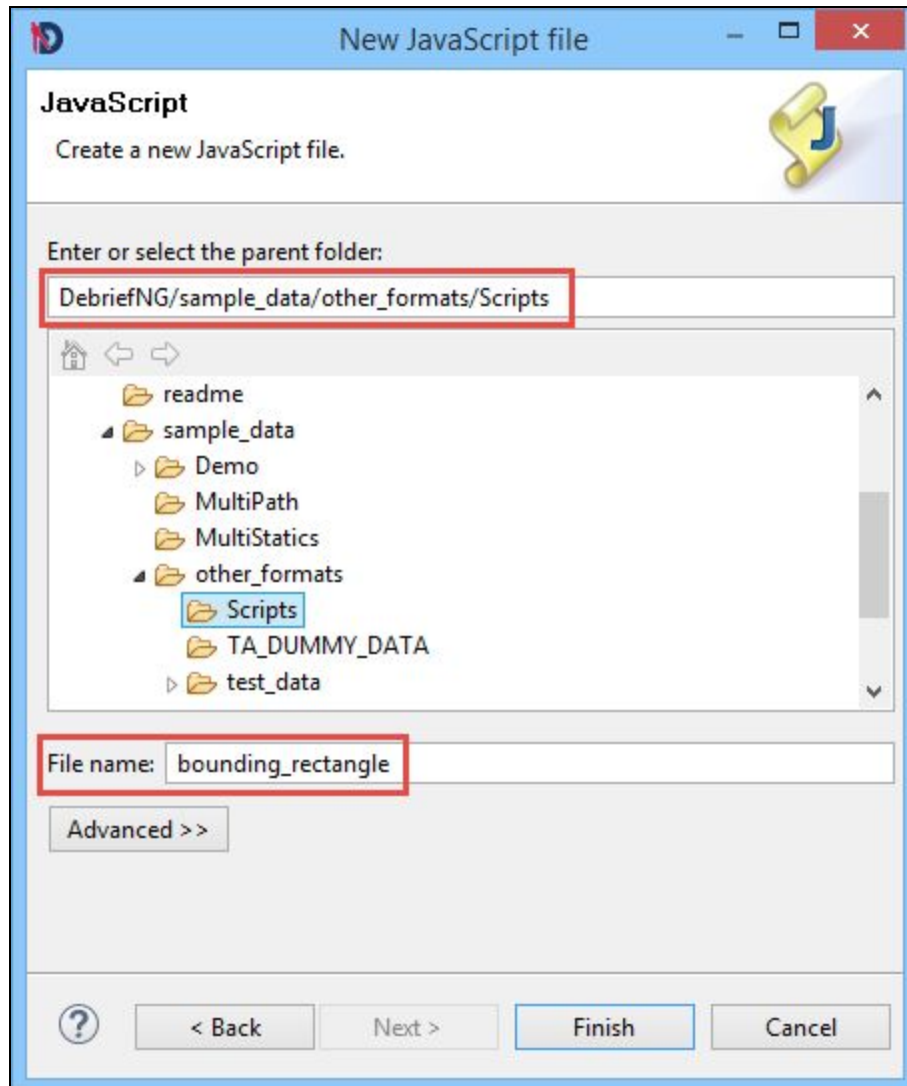 New JavaScript file
JavaScript
Create a new JavaScript file.
Enter or select the parent folder:
DebriefNG/sample_data/other_formats/Scripts
readme
sample_data
Demo
MultiPath
MultiStatics
other_formats
Scripts
TA_DUMMY_DATA
test_data
File name: bounding_rectangle
Advanced >>
? < Back Next > Finish Cancel